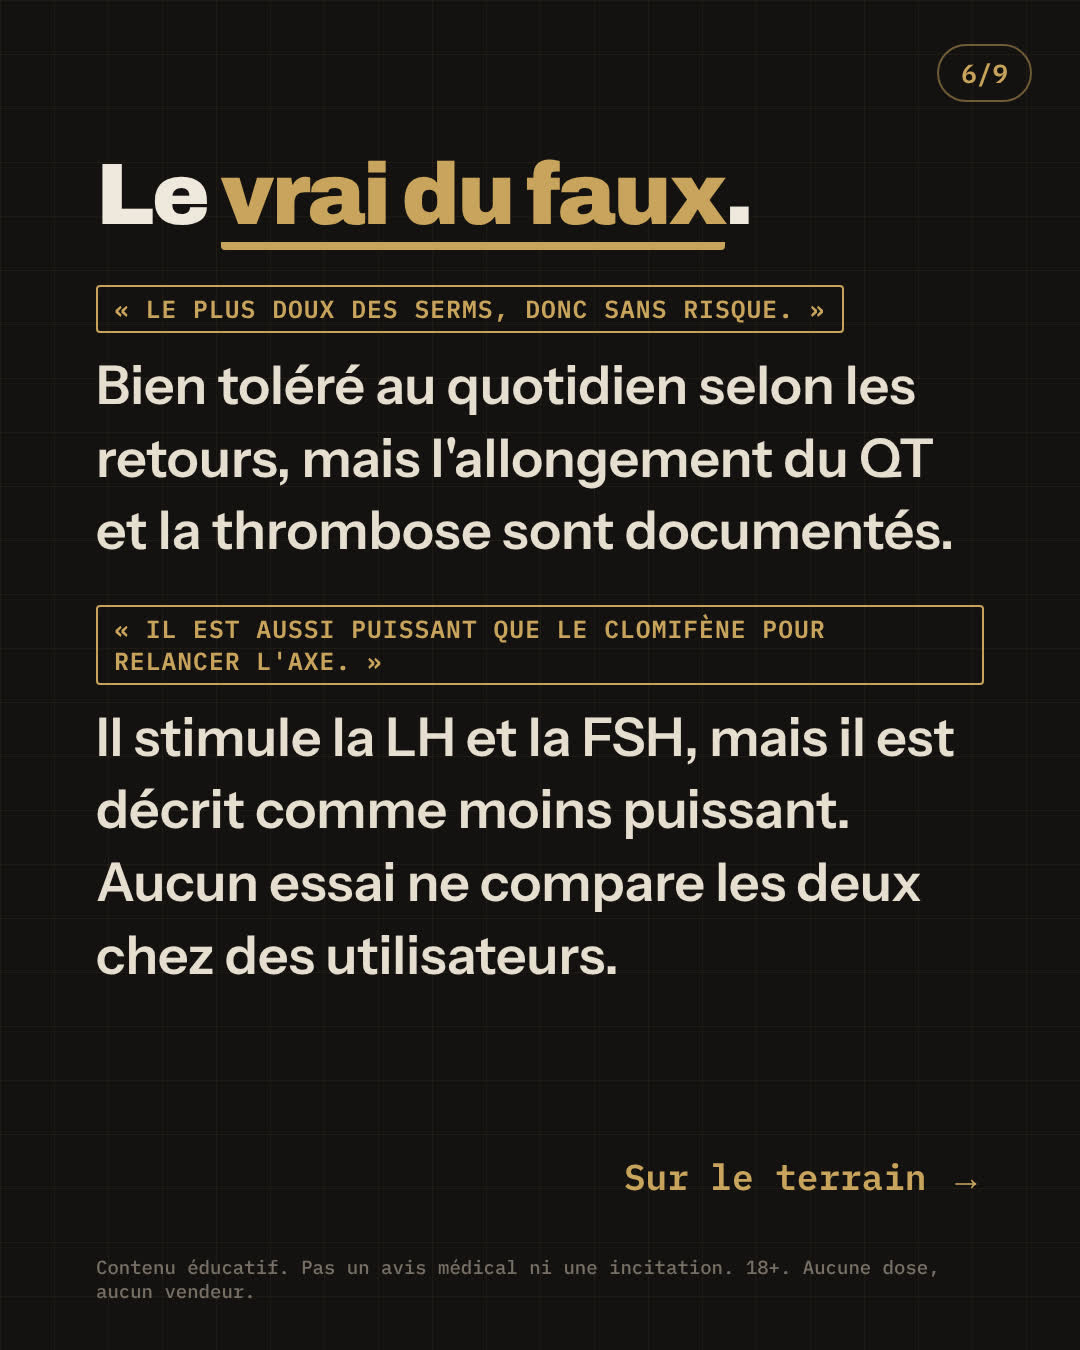 6/9
Le vrai du faux.
« LE PLUS DOUX DES SERMS, DONC SANS RISQUE. »
Bien toléré au quotidien selon les
retours, mais l'allongement du QT
et la thrombose sont documentés.
« IL EST AUSSI PUISSANT QUE LE CLOMIFÈNE POUR
RELANCER L'AXE. »
Il stimule la LH et la FSH, mais il est
décrit comme moins puissant.
Aucun essai ne compare les deux
chez des utilisateurs.
Sur le terrain →
Contenu éducatif. Pas un avis médical ni une incitation. 18+. Aucune dose,
aucun vendeur.